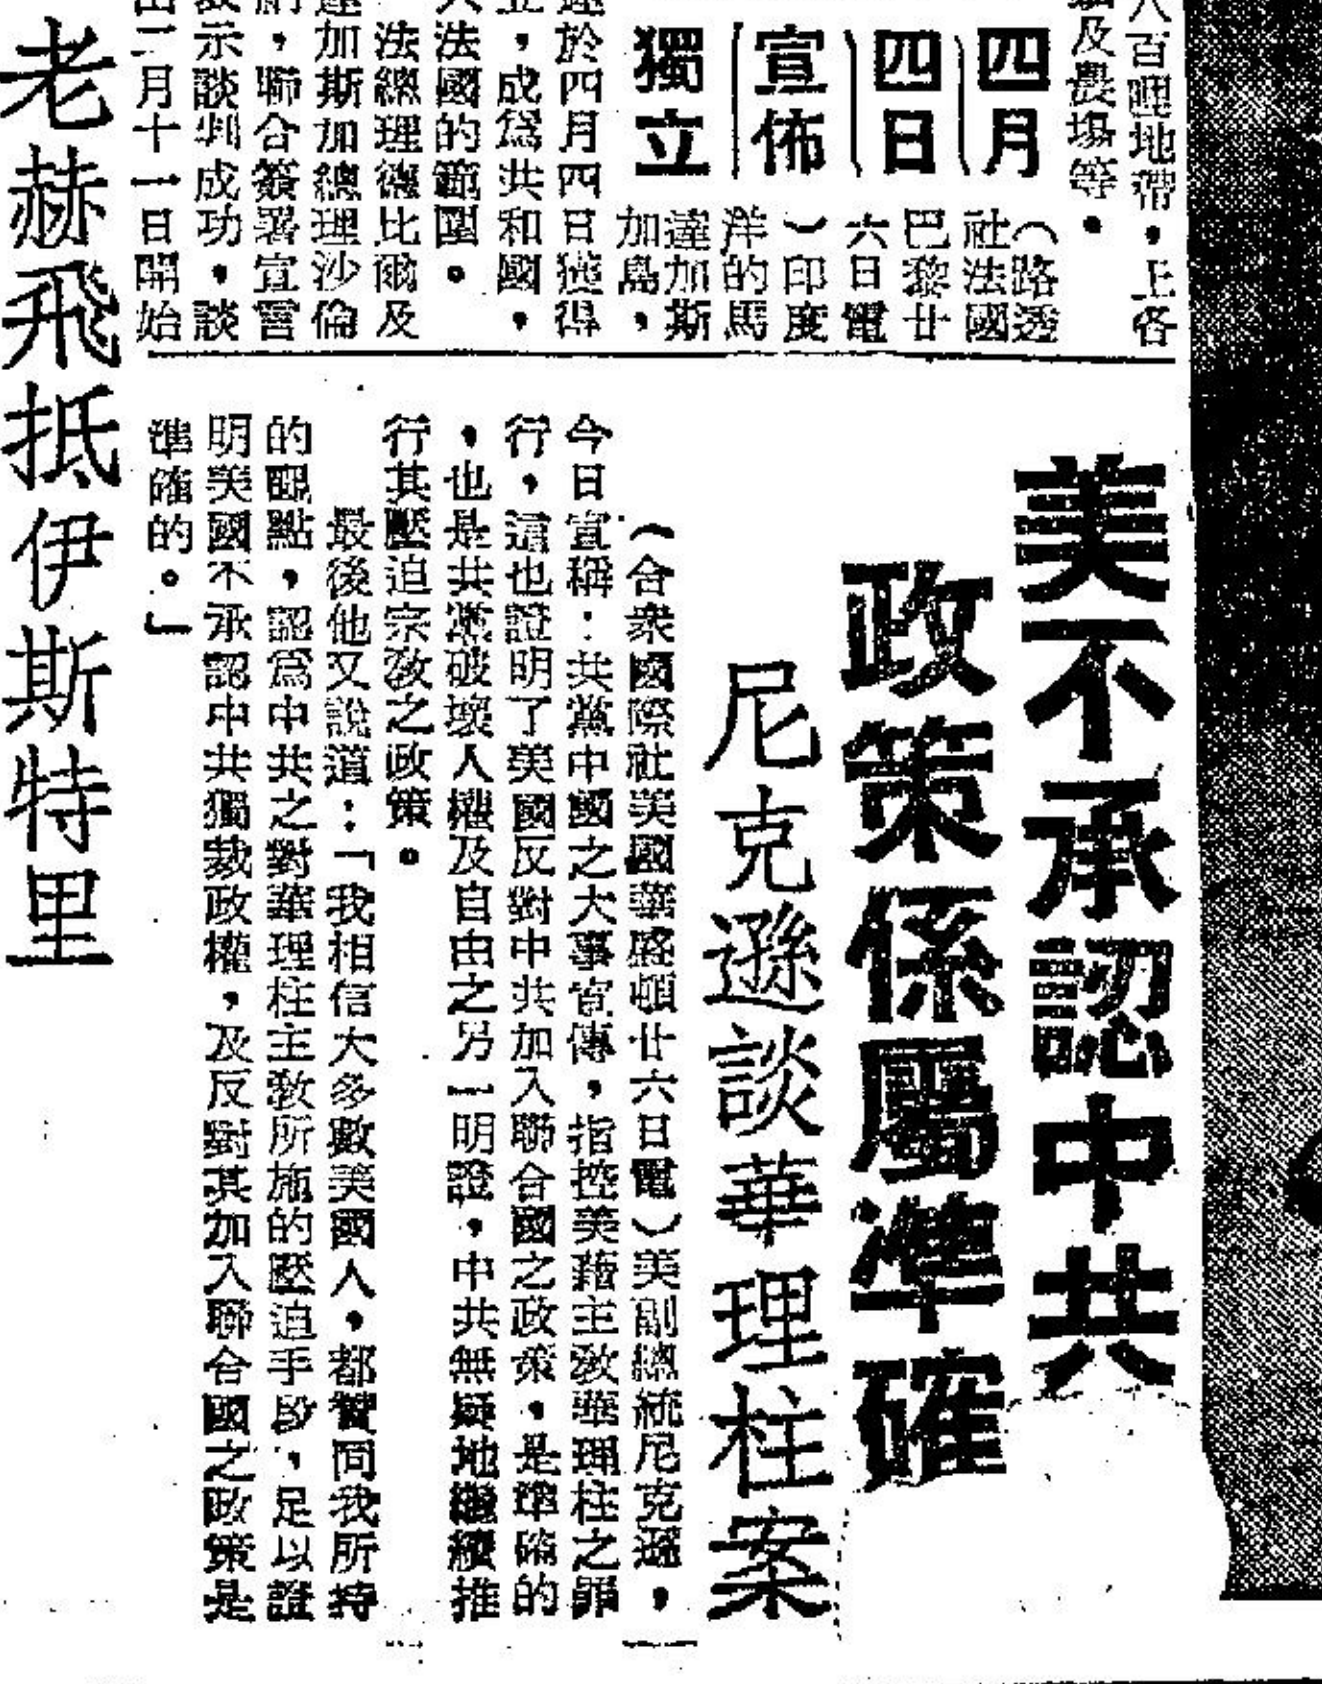 八百哩地帶，上各
及農場等。
四月
四日
宣佈
獨立
（路透
社法國
巴黎廿
六日電
）印度
洋的馬
達加斯
加島，
於四月四日獲得
，成爲共和國，
法國的範圍。
法總理德比爾及
達加斯加總理沙倫
，聯合簽署宣言
示談判成功，談
二月十一日開始
美不承認中共
政策係屬準確
尼克遜談華理柱案
（合衆國際社美國華盛頓廿六日電）美副總統尼克遜，
今日宣稱：共黨中國之大事宣傳，指控美藉主教華理柱之罪
行，這也證明了美國反對中共加入聯合國之政策，是準確的
，也是共黨破壞人權及自由之另一明證，中共無疑地繼續推
行其壓迫宗教之政策。
最後他又說道：「我相信大多數美國人，都贊同我所持
的觀點，認爲中共之對華理柱主教所施的壓迫手段，足以證
明美國不承認中共獨裁政權，及反對其加入聯合國之政策是
準確的。」
老赫飛抵伊斯特里